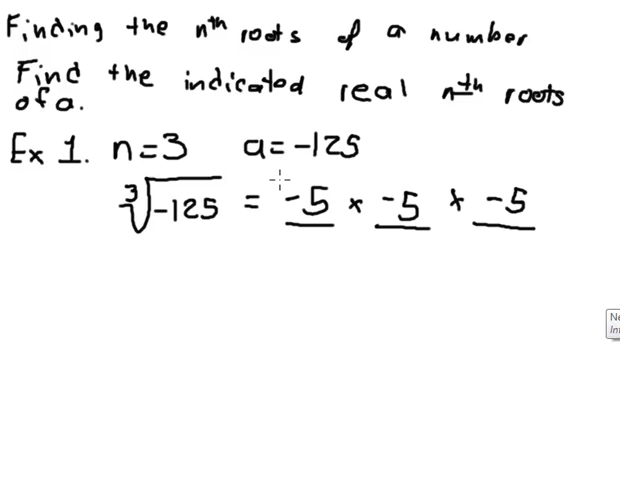 Finding the nth roots of a number
Find the indicated real nth roots
of a.
Ex 1. n=3 a=-125
∛-125 = -5 × -5 × -5